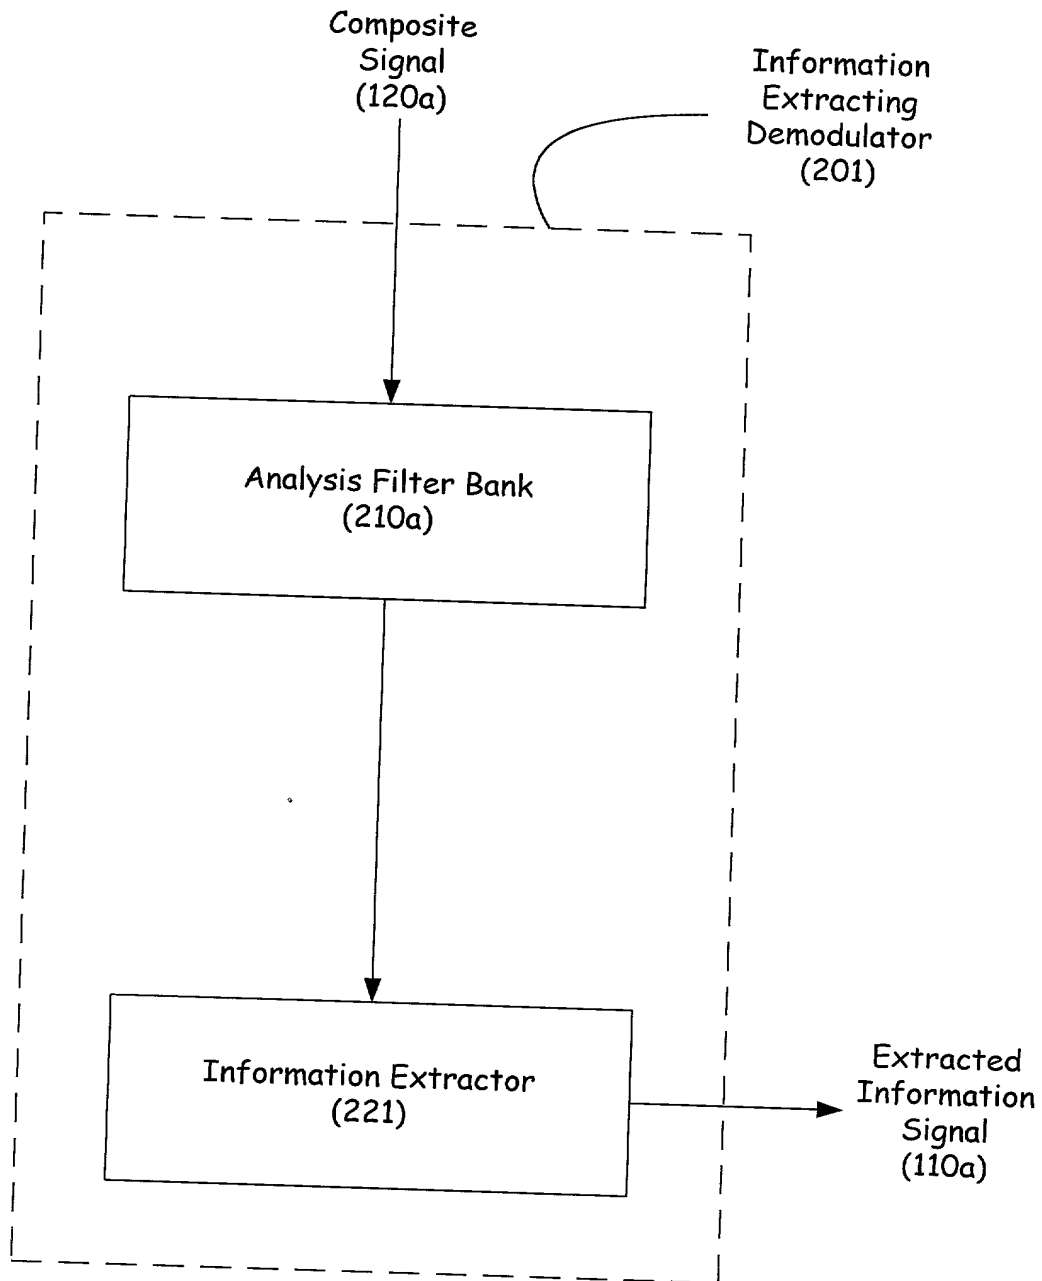 Composite
Signal
(120a)
Information
Extracting
Demodulator
(201)
Analysis Filter Bank
(210a)
Information Extractor
(221)
Extracted
Information
Signal
(110a)